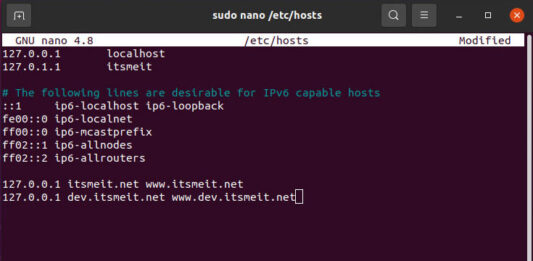 sudo nano /etc/hosts
GNU nano 4.8 /etc/hosts Modified
127.0.0.1 localhost
127.0.1.1 itsmeit
# The following lines are desirable for IPv6 capable hosts
::1 ip6-localhost ip6-loopback
fe00::0 ip6-localnet
ff00::0 ip6-mcastprefix
ff02::1 ip6-allnodes
ff02::2 ip6-allrouters
127.0.0.1 itsmeit.net www.itsmeit.net
127.0.0.1 dev.itsmeit.net www.dev.itsmeit.net